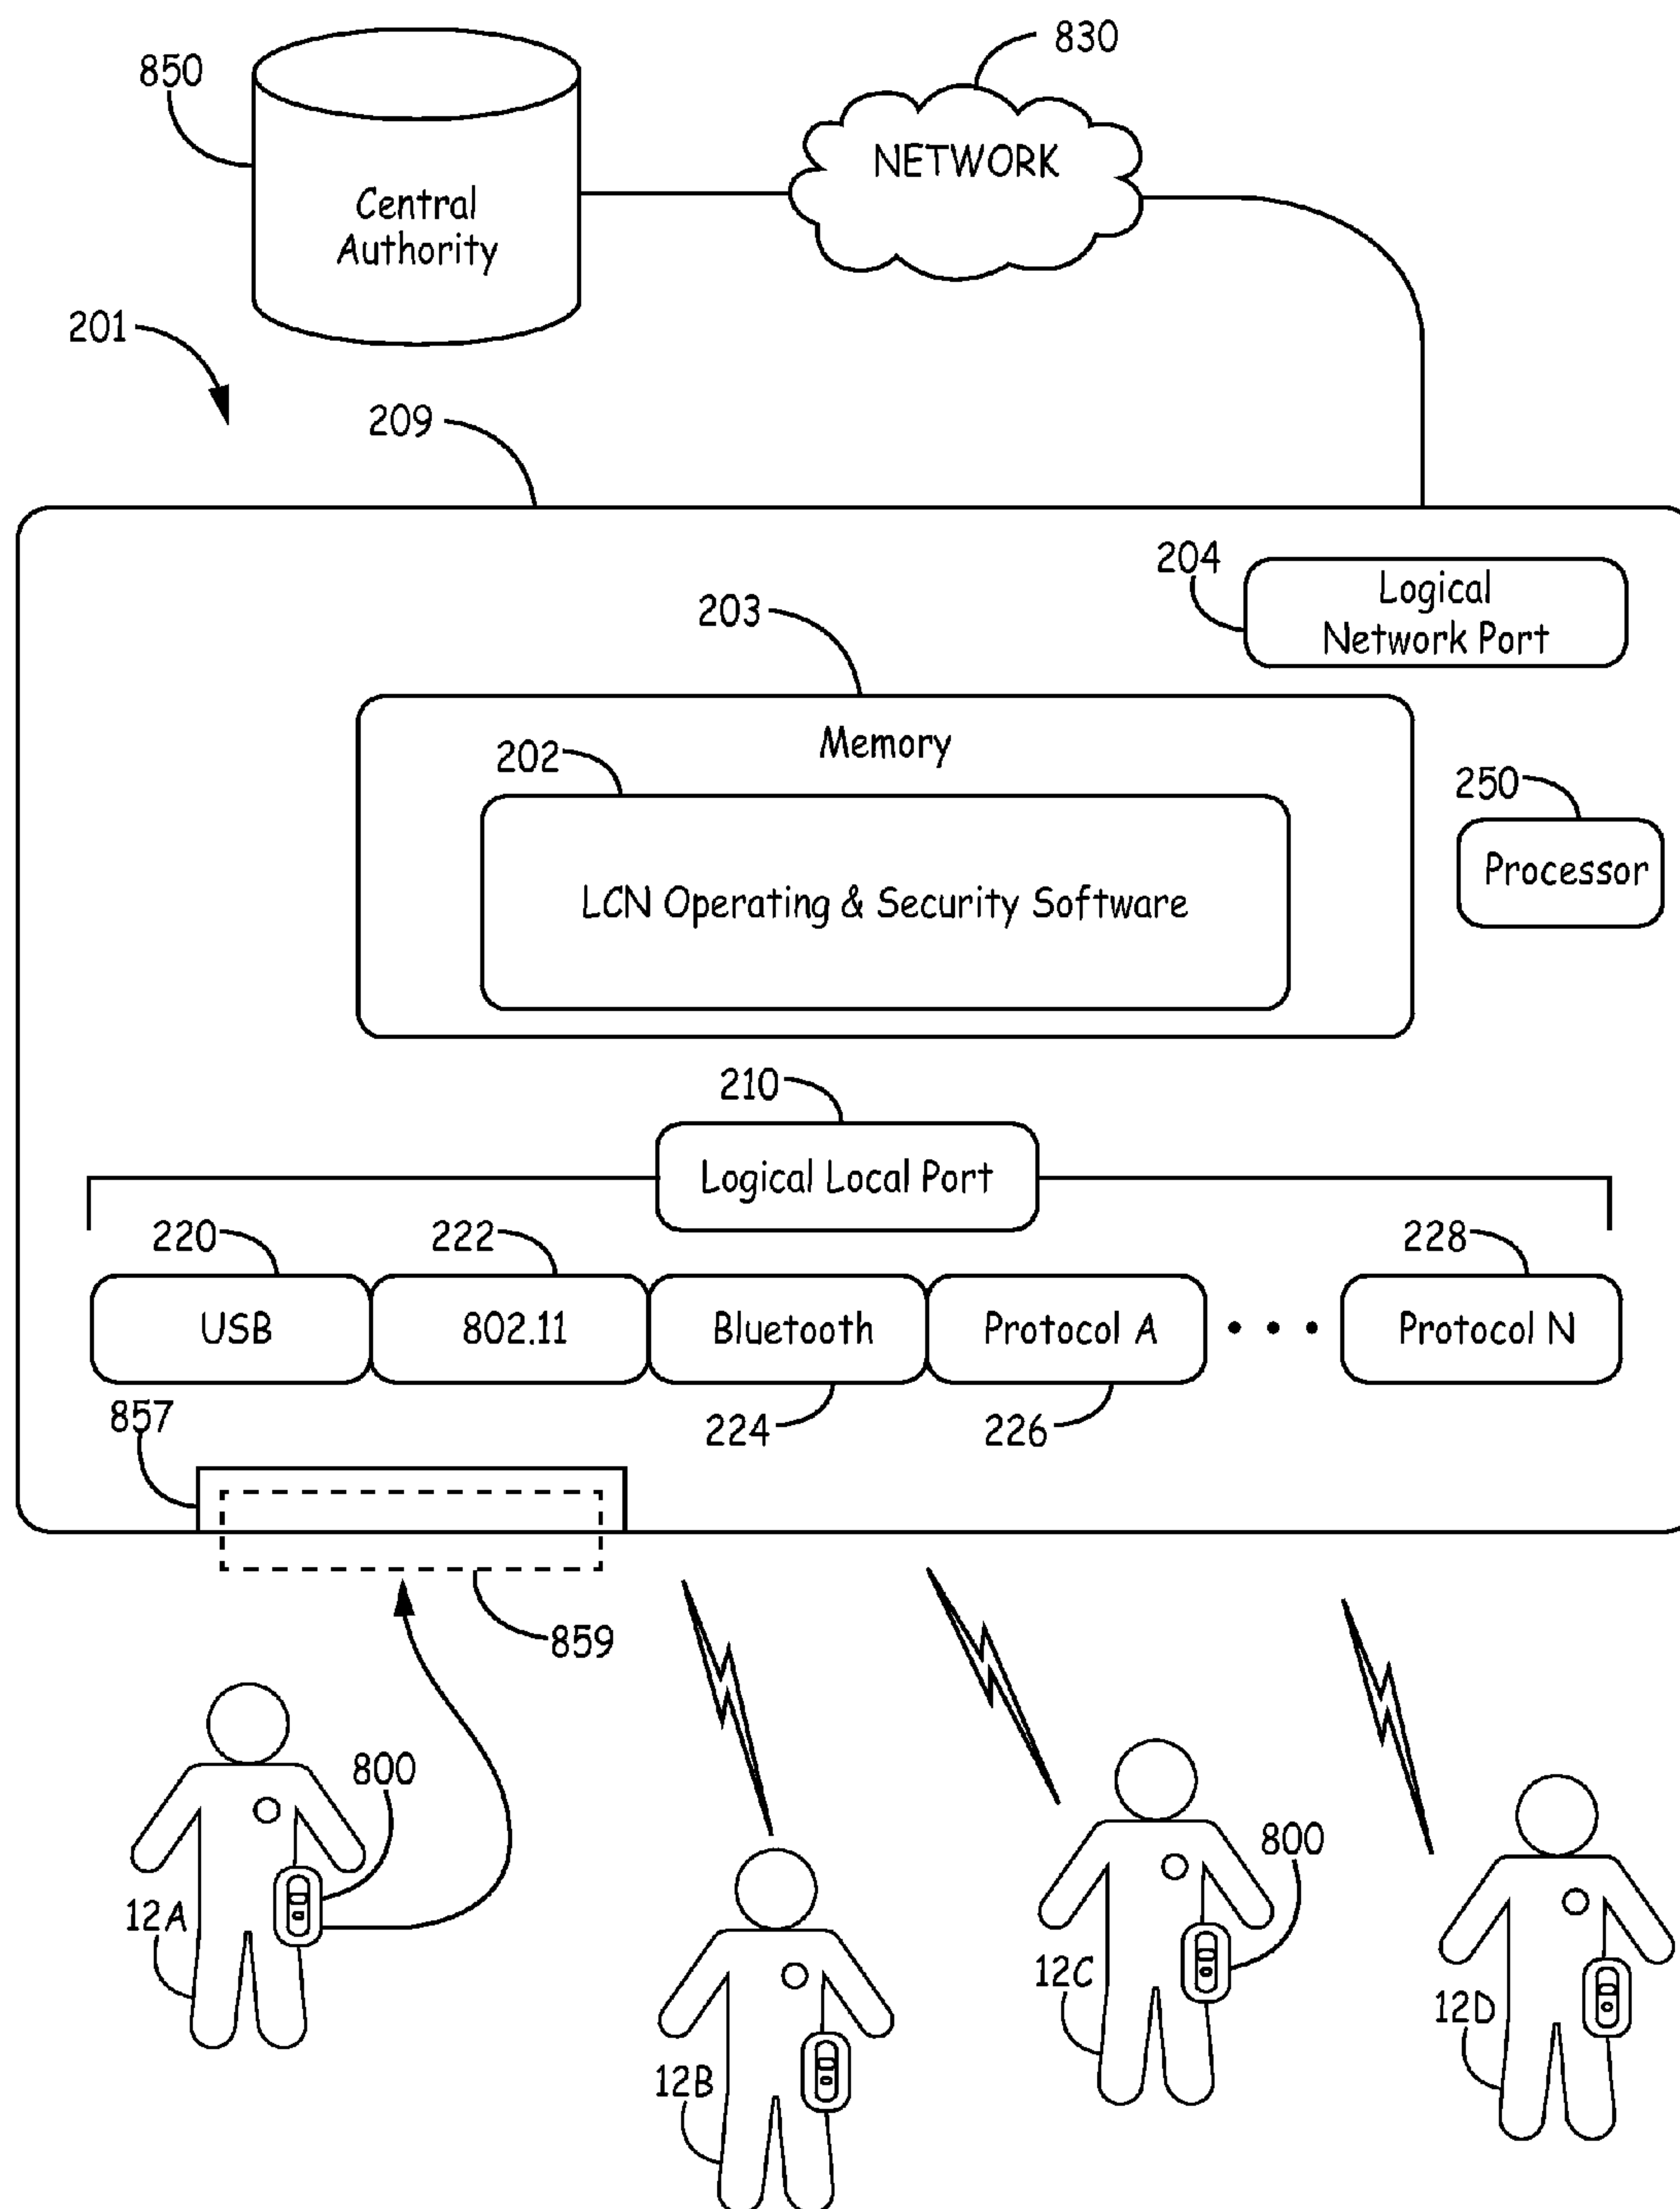 830
850
NETWORK
Central
Authority
201
209
204
Logical
Network Port
203
Memory
202
250
Processor
LCN Operating & Security Software
210
Logical Local Port
220
222
228
USB
802.11
Bluetooth
Protocol A
• • •
Protocol N
857
224
226
859
800
800
12A
12C
12D
12B